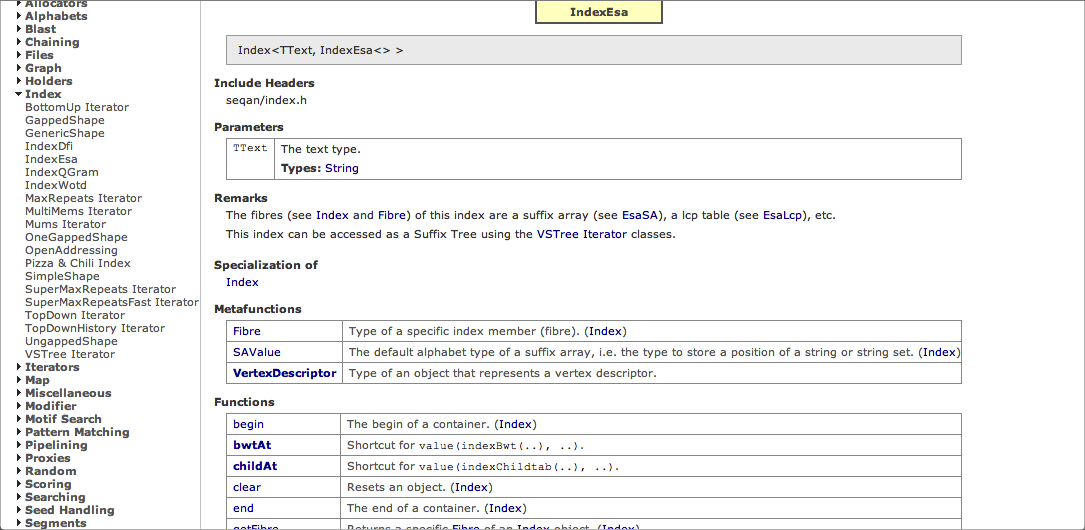 Allocators
Alphabets
Blast
Chaining
Files
Graph
Holders
Index
BottomUp Iterator
GappedShape
GenericShape
IndexDfi
IndexEsa
IndexQGram
IndexWotd
MaxRepeats Iterator
MultiMems Iterator
Mums Iterator
OneGappedShape
OpenAddressing
Pizza & Chili Index
SimpleShape
SuperMaxRepeats Iterator
SuperMaxRepeatsFast Iterator
TopDown Iterator
TopDownHistory Iterator
UngappedShape
VSTree Iterator
Iterators
Map
Miscellaneous
Modifier
Motif Search
Pattern Matching
Pipelining
Proxies
Random
Scoring
Searching
Seed Handling
Segments
IndexEsa
Index<TText, IndexEsa<> >
Include Headers
seqan/index.h
Parameters
TText The text type.
Types: String
Remarks
The fibres (see Index and Fibre) of this index are a suffix array (see EsaSA), a lcp table (see EsaLcp), etc.
This index can be accessed as a Suffix Tree using the VSTree Iterator classes.
Specialization of
Index
Metafunctions
Fibre Type of a specific index member (fibre). (Index)
SAValue The default alphabet type of a suffix array, i.e. the type to store a position of a string or string set. (Index)
VertexDescriptor Type of an object that represents a vertex descriptor.
Functions
begin The begin of a container. (Index)
bwtAt Shortcut for value(indexBwt(..), ..).
childAt Shortcut for value(indexChildtab(..), ..).
clear Resets an object. (Index)
end The end of a container. (Index)
getFibre Returns a specific Fibre of an Index object. (Index)